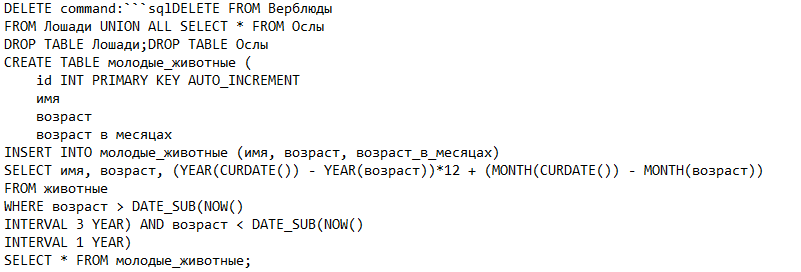 DELETE command:```sqlDELETE FROM Верблюды
FROM Лошади UNION ALL SELECT * FROM Ослы
DROP TABLE Лошади;DROP TABLE Ослы
CREATE TABLE молодые_животные (
    id INT PRIMARY KEY AUTO_INCREMENT
    имя
    возраст
    возраст в месяцах
INSERT INTO молодые_животные (имя, возраст, возраст_в_месяцах)
SELECT имя, возраст, (YEAR(CURDATE()) - YEAR(возраст))*12 + (MONTH(CURDATE()) - MONTH(возраст))
FROM животные
WHERE возраст > DATE_SUB(NOW()
INTERVAL 3 YEAR) AND возраст < DATE_SUB(NOW()
INTERVAL 1 YEAR)
SELECT * FROM молодые_животные;